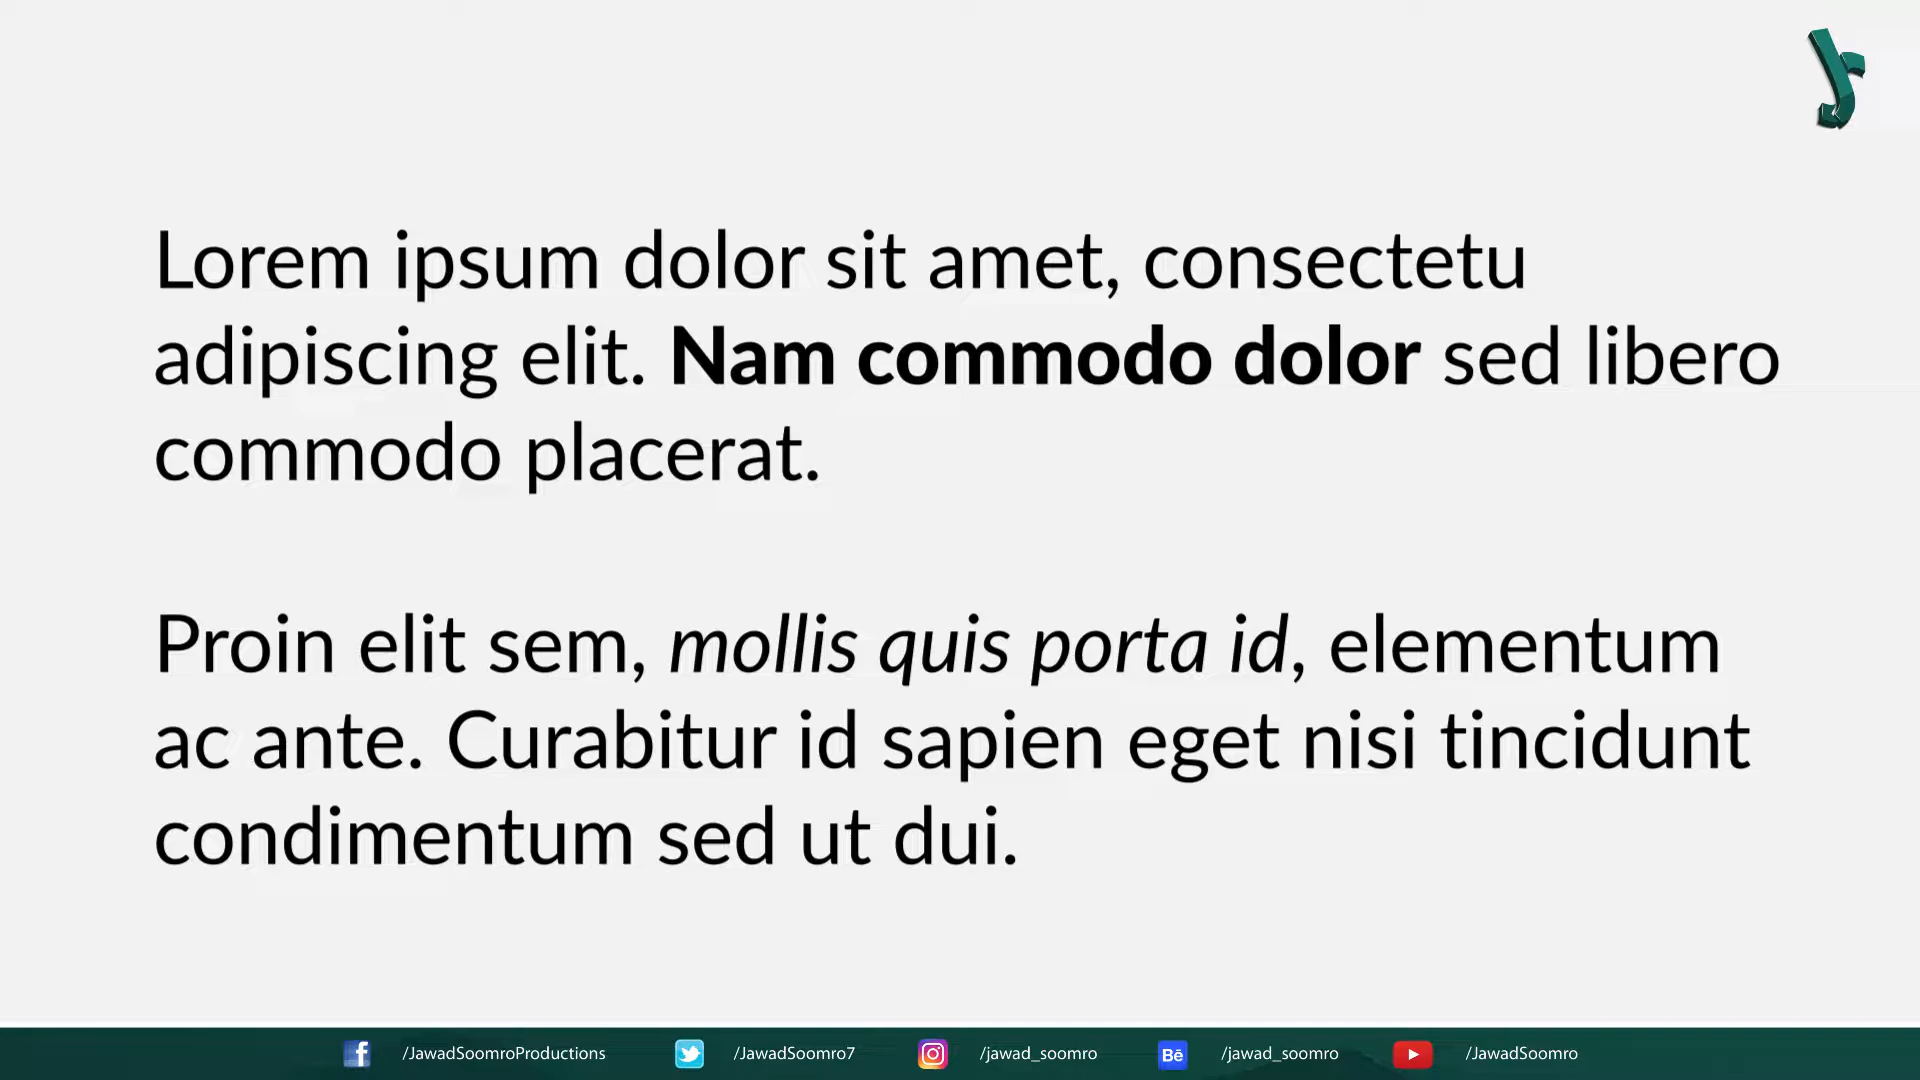 Lorem ipsum dolor sit amet, consectetu
adipiscing elit. Nam commodo dolor sed libero
commodo placerat.
Proin elit sem, mollis quis porta id, elementum
ac ante. Curabitur id sapien eget nisi tincidunt
condimentum sed ut dui.
/JawadSoomroProductions /JawadSoomro7 /jawad_soomro Bē /jawad_soomro /JawadSoomro